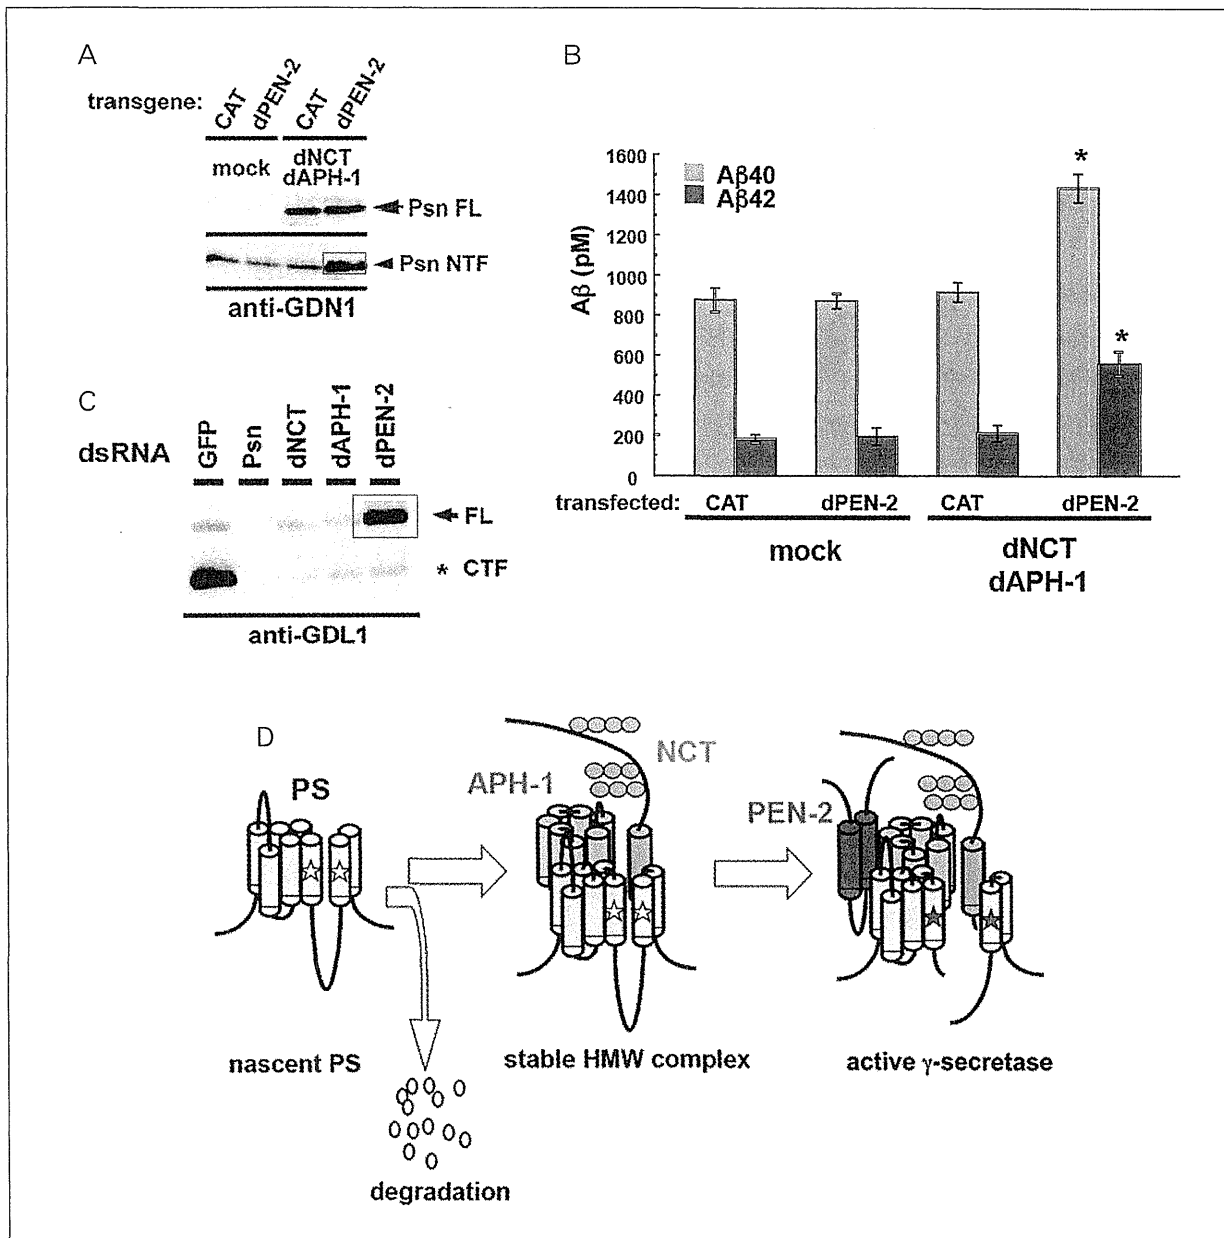 A
transgene:
CAT
dPEN-2
CAT
dPEN-2
mock
dNCT
dAPH-1
Psn FL
Psn NTF
anti-GDN1
B
Aβ40
Aβ42
Aβ (pM)
1600
1400
1200
1000
800
600
400
200
0
*
*
transfected:
CAT
dPEN-2
CAT
dPEN-2
mock
dNCT
dAPH-1
C
dsRNA
GFP
Psn
dNCT
dAPH-1
dPEN-2
FL
* CTF
anti-GDL1
D
PS
APH-1
NCT
PEN-2
nascent PS
stable HMW complex
active γ-secretase
degradation